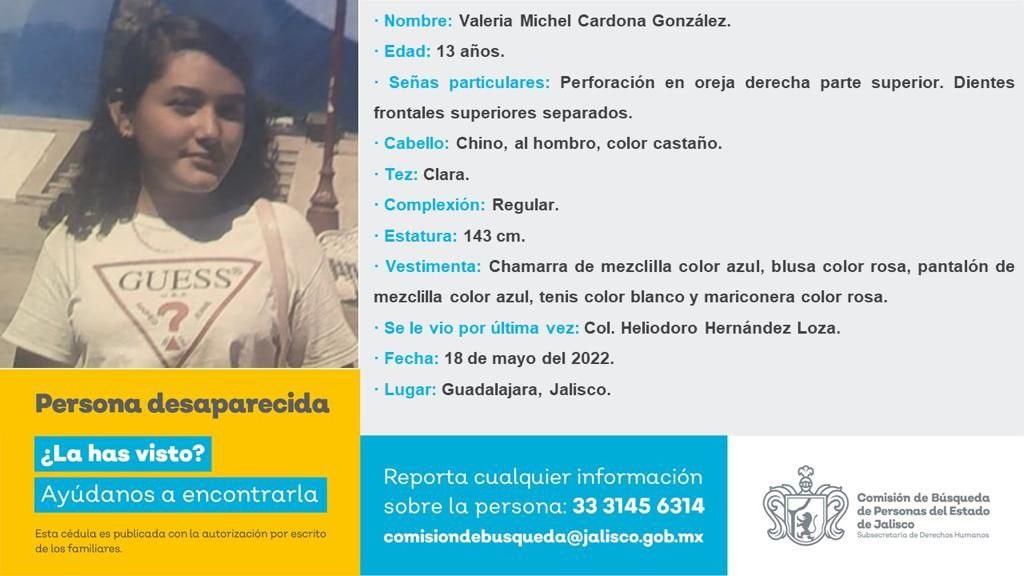 · Nombre: Valeria Michel Cardona González.
· Edad: 13 años.
· Señas particulares: Perforación en oreja derecha parte superior. Dientes
frontales superiores separados.
· Cabello: Chino, al hombro, color castaño.
· Tez: Clara.
· Complexión: Regular.
· Estatura: 143 cm.
· Vestimenta: Chamarra de mezclilla color azul, blusa color rosa, pantalón de
mezclilla color azul, tenis color blanco y mariconera color rosa.
· Se le vio por última vez: Col. Heliodoro Hernández Loza.
· Fecha: 18 de mayo del 2022.
· Lugar: Guadalajara, Jalisco.
GUESS®
?
Persona desaparecida
¿La has visto?
Ayúdanos a encontrarla
Esta cédula es publicada con la autorización por escrito
de los familiares.
Reporta cualquier información
sobre la persona: 33 3145 6314
comisiondebusqueda@jalisco.gob.mx
Comisión de Búsqueda
de Personas del Estado
de Jalisco
Subsecretaría de Derechos Humanos